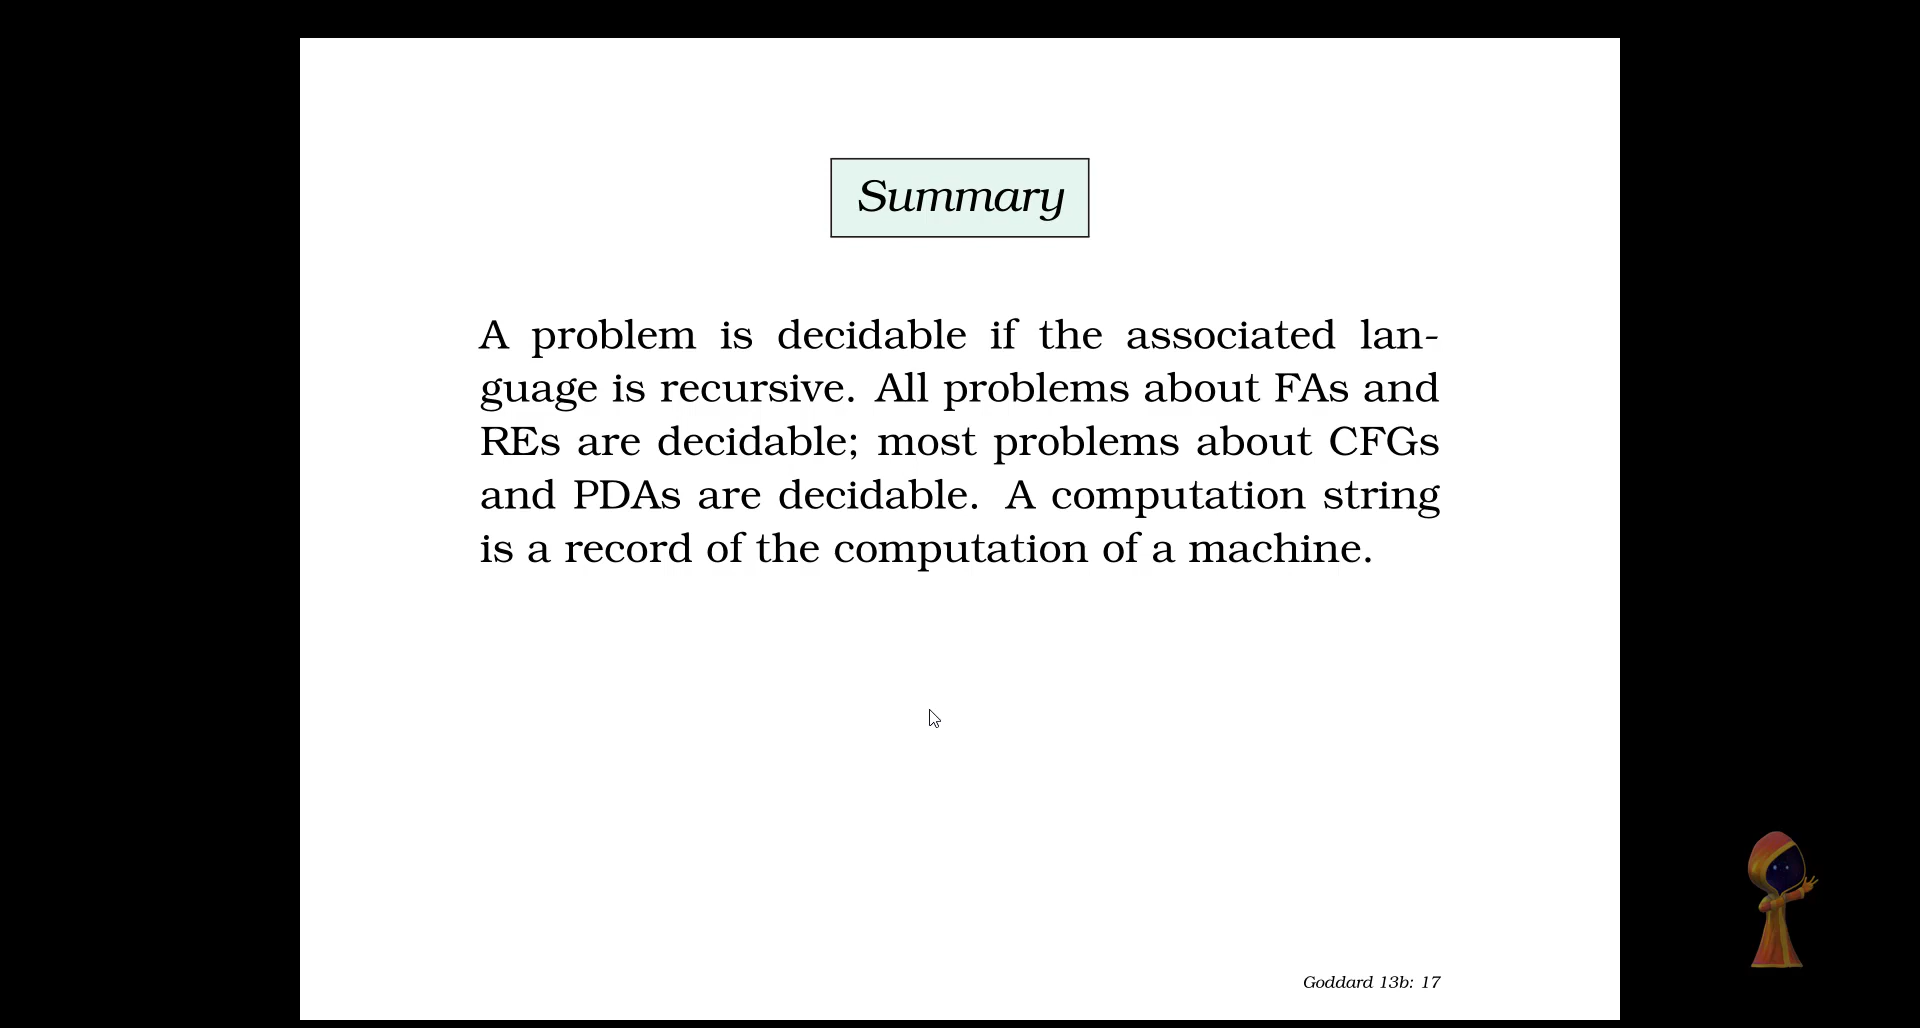 Summary
A problem is decidable if the associated lan-
guage is recursive. All problems about FAs and
REs are decidable; most problems about CFGs
and PDAs are decidable. A computation string
is a record of the computation of a machine.
Goddard 13b: 17